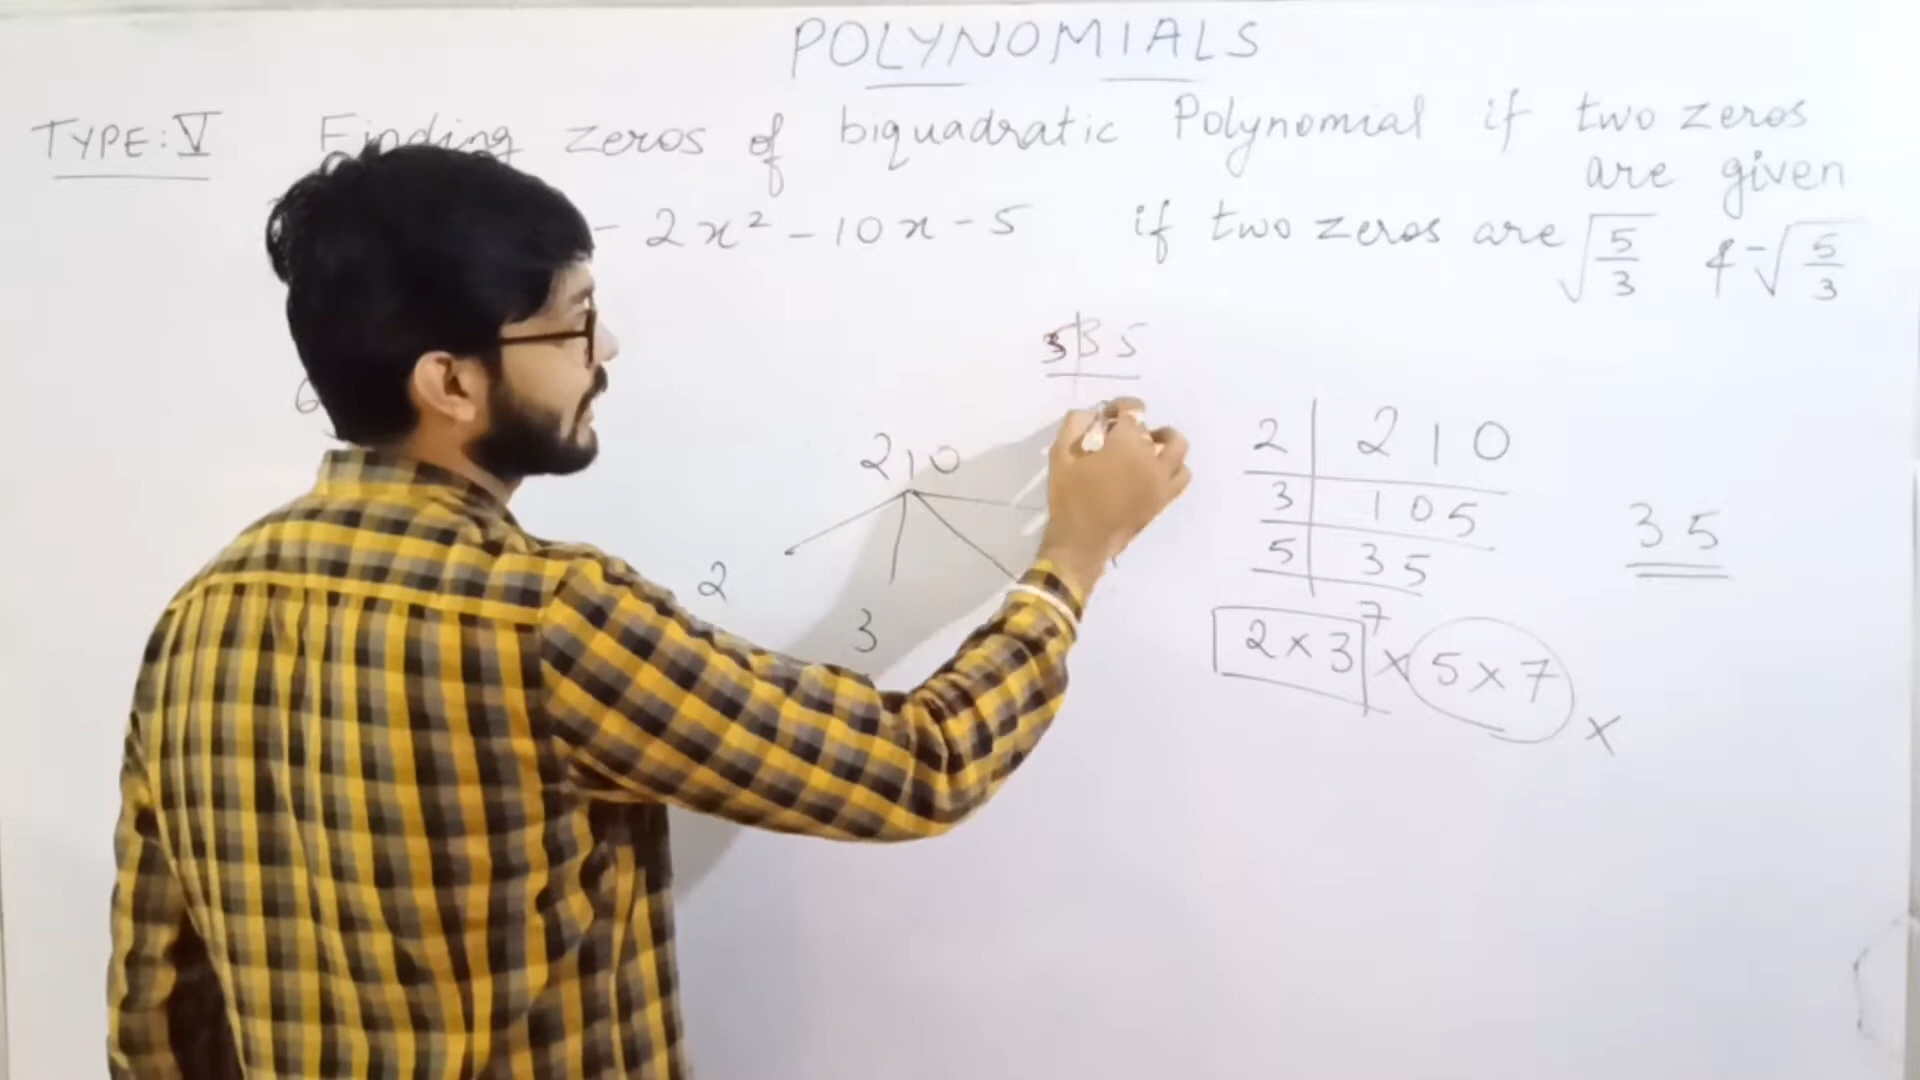 POLYNOMIALS
TYPE: V Finding zeros of biquadratic Polynomial if two zeros
are given
- 2x² - 10x - 5 if two zeros are √5/3 & -√5/3
5|35
6
210
2
3
2 | 210
3 | 105
5 | 35
7
35
2×3 × 5×7 ×